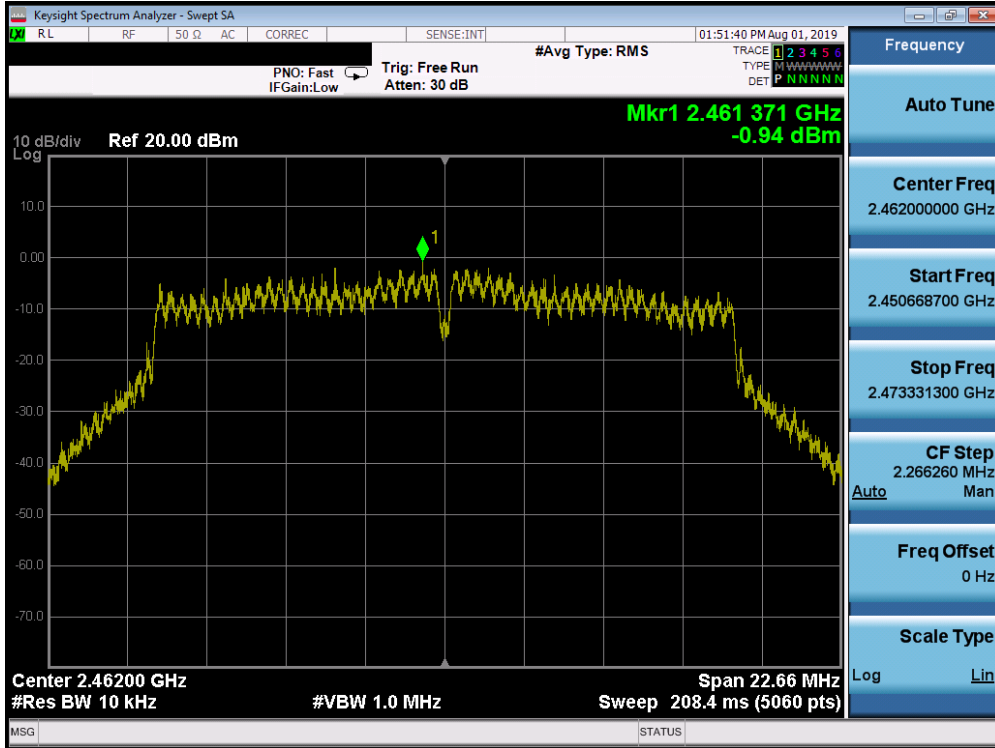 Keysight Spectrum Analyzer - Swept SA
LXI RL RF 50 Ω AC CORREC SENSE:INT 01:51:40 PM Aug 01, 2019
#Avg Type: RMS
TRACE 1 2 3 4 5 6
TYPE M WWWWW
DET P N N N N N
PNO: Fast
IFGain:Low
Trig: Free Run
Atten: 30 dB
Mkr1 2.461 371 GHz
-0.94 dBm
10 dB/div
Log
Ref 20.00 dBm
1
10.0
0.00
-10.0
-20.0
-30.0
-40.0
-50.0
-60.0
-70.0
Center 2.46200 GHz
Span 22.66 MHz
#Res BW 10 kHz
#VBW 1.0 MHz
Sweep 208.4 ms (5060 pts)
MSG
STATUS
Frequency
Auto Tune
Center Freq
2.462000000 GHz
Start Freq
2.450668700 GHz
Stop Freq
2.473331300 GHz
CF Step
2.266260 MHz
Auto Man
Freq Offset
0 Hz
Scale Type
Log Lin